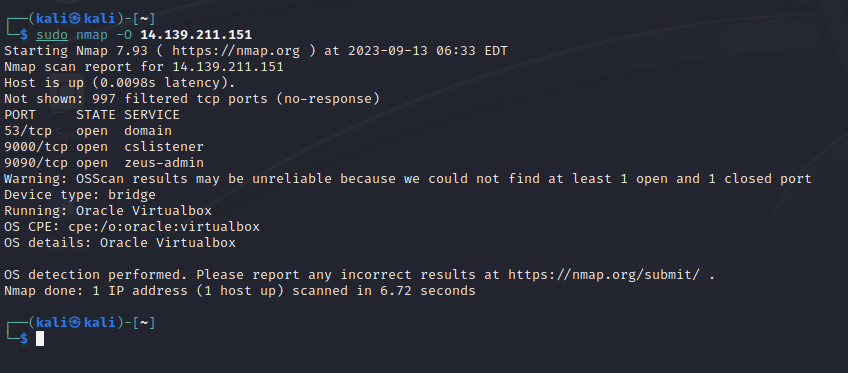 ┌──(kali㉿kali)-[~]
└─$ sudo nmap -O 14.139.211.151
Starting Nmap 7.93 ( https://nmap.org ) at 2023-09-13 06:33 EDT
Nmap scan report for 14.139.211.151
Host is up (0.0098s latency).
Not shown: 997 filtered tcp ports (no-response)
PORT     STATE SERVICE
53/tcp   open  domain
9000/tcp open  cslistener
9090/tcp open  zeus-admin
Warning: OSScan results may be unreliable because we could not find at least 1 open and 1 closed port
Device type: bridge
Running: Oracle Virtualbox
OS CPE: cpe:/o:oracle:virtualbox
OS details: Oracle Virtualbox

OS detection performed. Please report any incorrect results at https://nmap.org/submit/ .
Nmap done: 1 IP address (1 host up) scanned in 6.72 seconds

┌──(kali㉿kali)-[~]
└─$